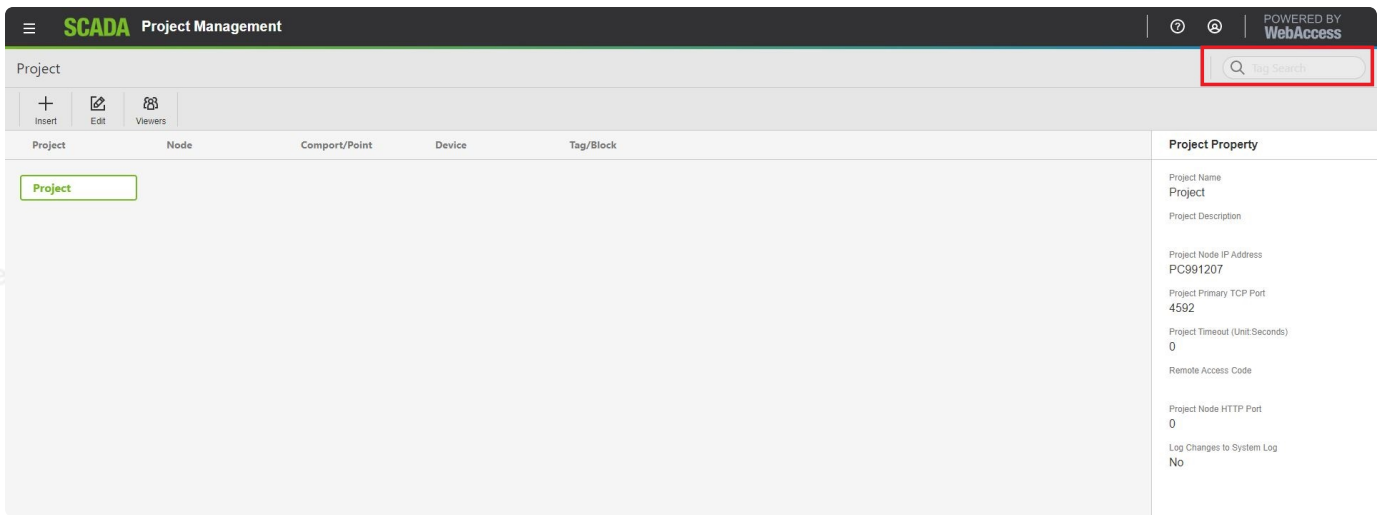 SCADA Project Management
POWERED BY
WebAccess
Project
Tag Search
Insert Edit Viewers
Project Node Comport/Point Device Tag/Block
Project Property
Project
Project Name
Project
Project Description
Project Node IP Address
PC991207
Project Primary TCP Port
4592
Project Timeout (Unit:Seconds)
0
Remote Access Code
Project Node HTTP Port
0
Log Changes to System Log
No